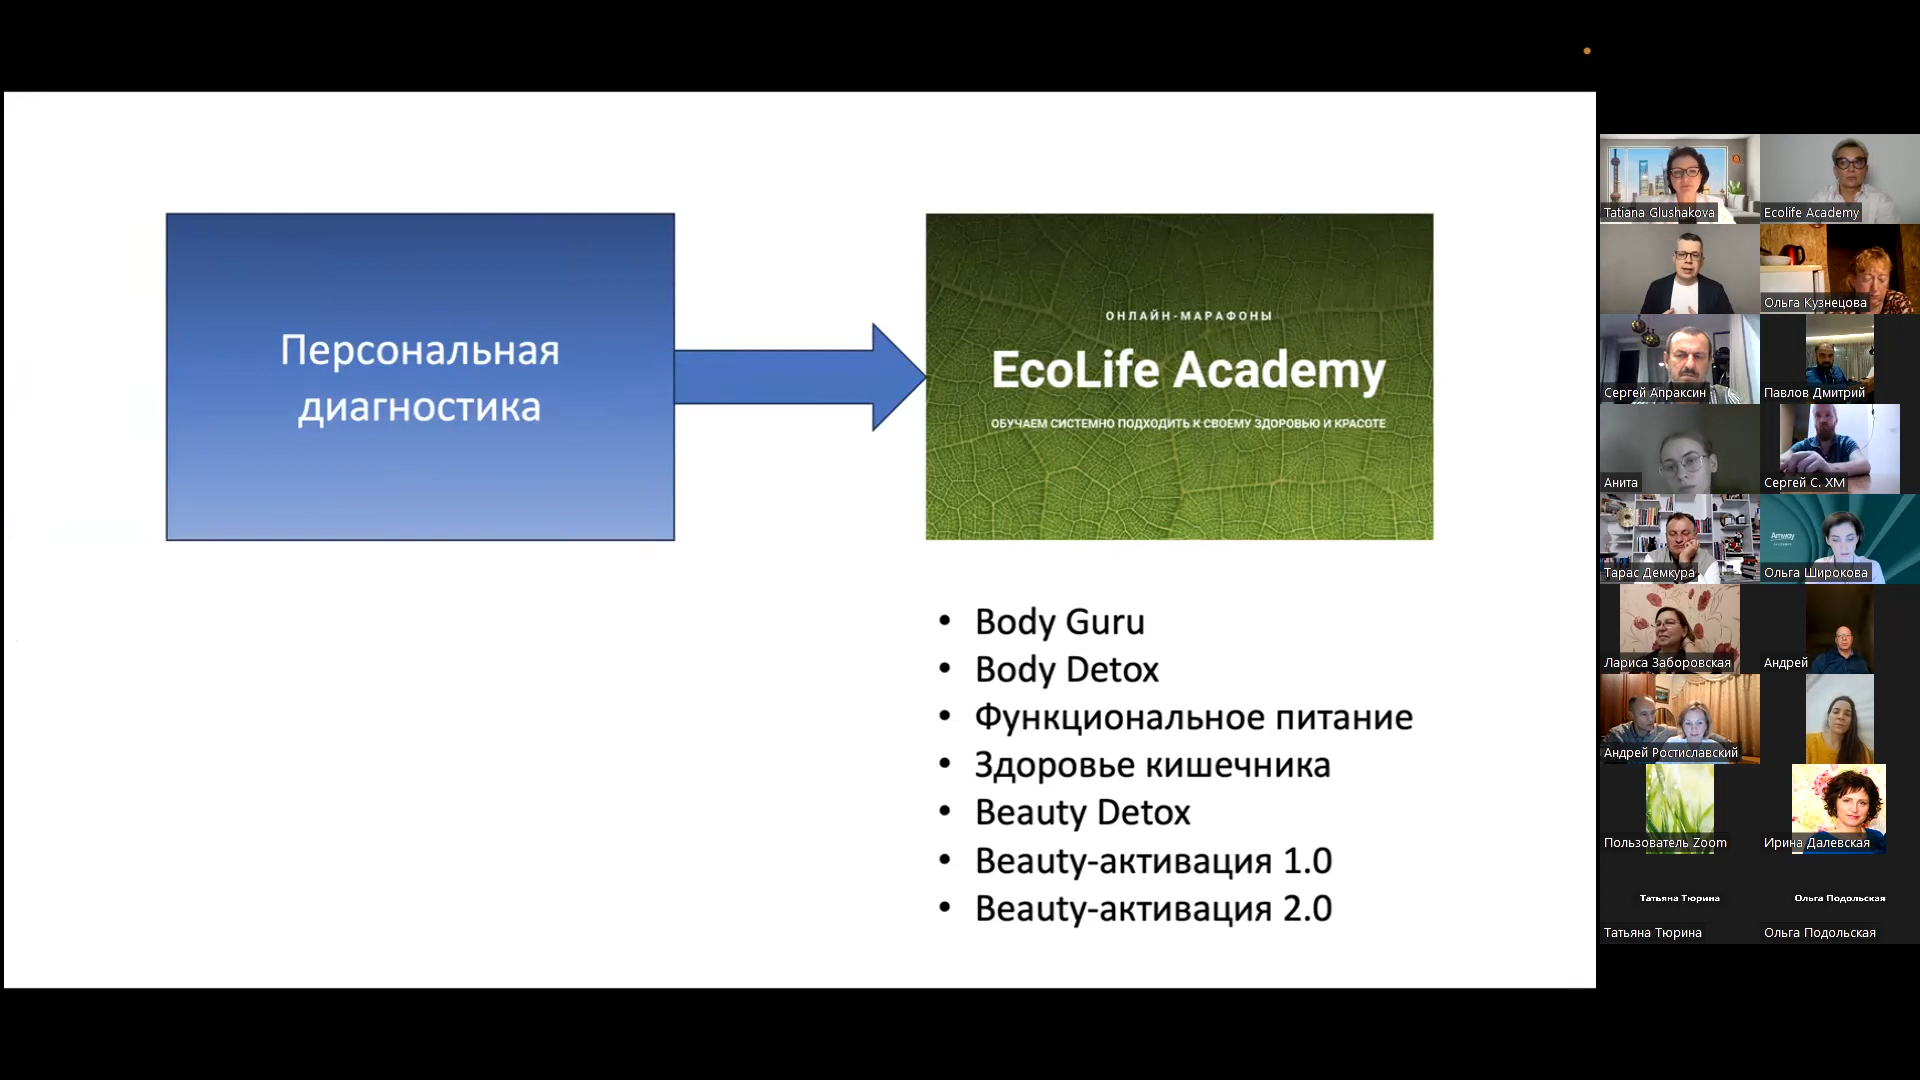 Персональная
диагностика
ОНЛАЙН-МАРАФОНЫ
EcoLife Academy
ОБУЧАЕМ СИСТЕМНО ПОДХОДИТЬ К СВОЕМУ ЗДОРОВЬЮ И КРАСОТЕ
• Body Guru
• Body Detox
• Функциональное питание
• Здоровье кишечника
• Beauty Detox
• Beauty-активация 1.0
• Beauty-активация 2.0
Tatiana Glushakova
Ecolife Academy
Ольга Кузнецова
Сергей Апраксин
Павлов Дмитрий
Анита
Сергей С. ХМ
Тарас Демкура
Amway
Ольга Широкова
Лариса Заборовская
Андрей
Андрей Ростиславский
Пользователь Zoom
Ирина Далевская
Татьяна Тюрина
Ольга Подольская
Татьяна Тюрина
Ольга Подольская